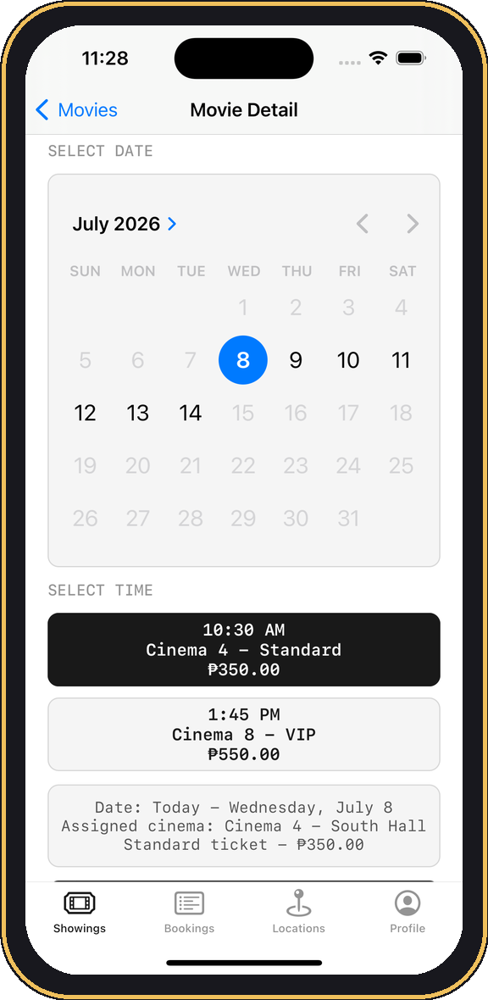 11:28
Movies
Movie Detail
SELECT DATE
July 2026
SUN MON TUE WED THU FRI SAT
1 2 3 4
5 6 7 8 9 10 11
12 13 14 15 16 17 18
19 20 21 22 23 24 25
26 27 28 29 30 31
SELECT TIME
10:30 AM
Cinema 4 – Standard
₱350.00
1:45 PM
Cinema 8 – VIP
₱550.00
Date: Today – Wednesday, July 8
Assigned cinema: Cinema 4 – South Hall
Standard ticket – ₱350.00
Showings Bookings Locations Profile